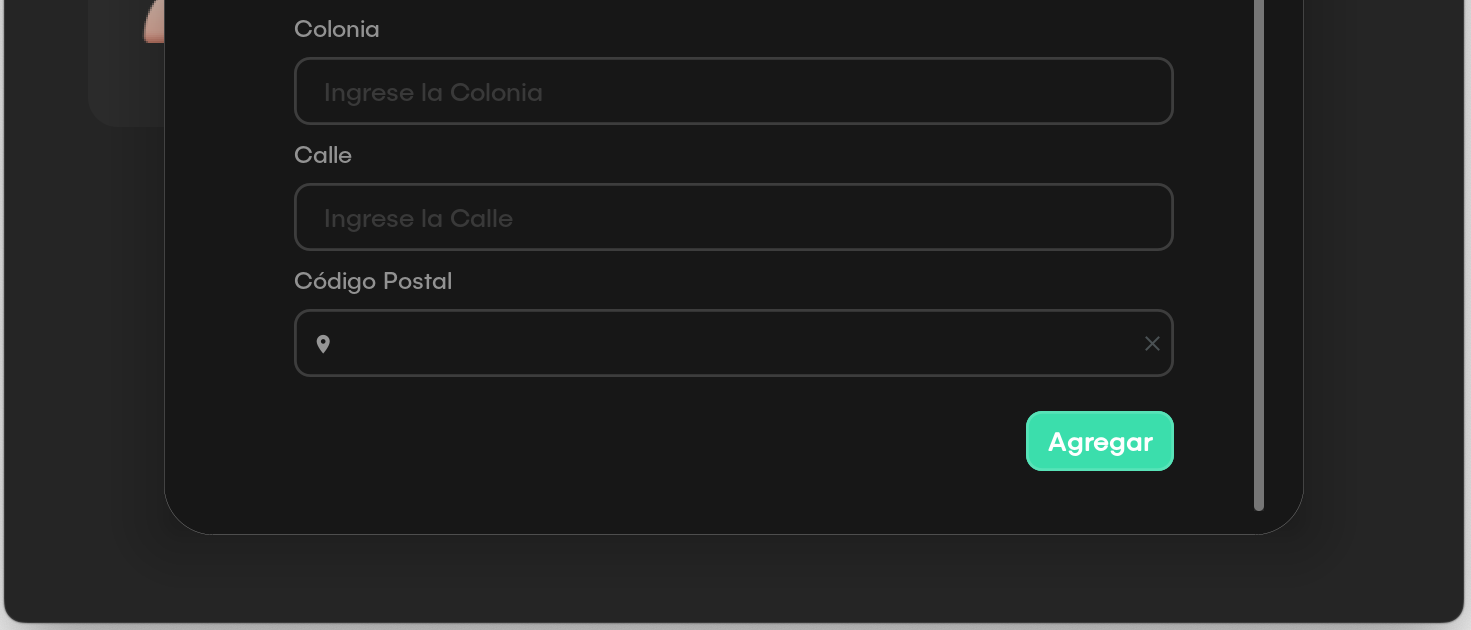 Colonia
Ingrese la Colonia
Calle
Ingrese la Calle
Código Postal
Agregar